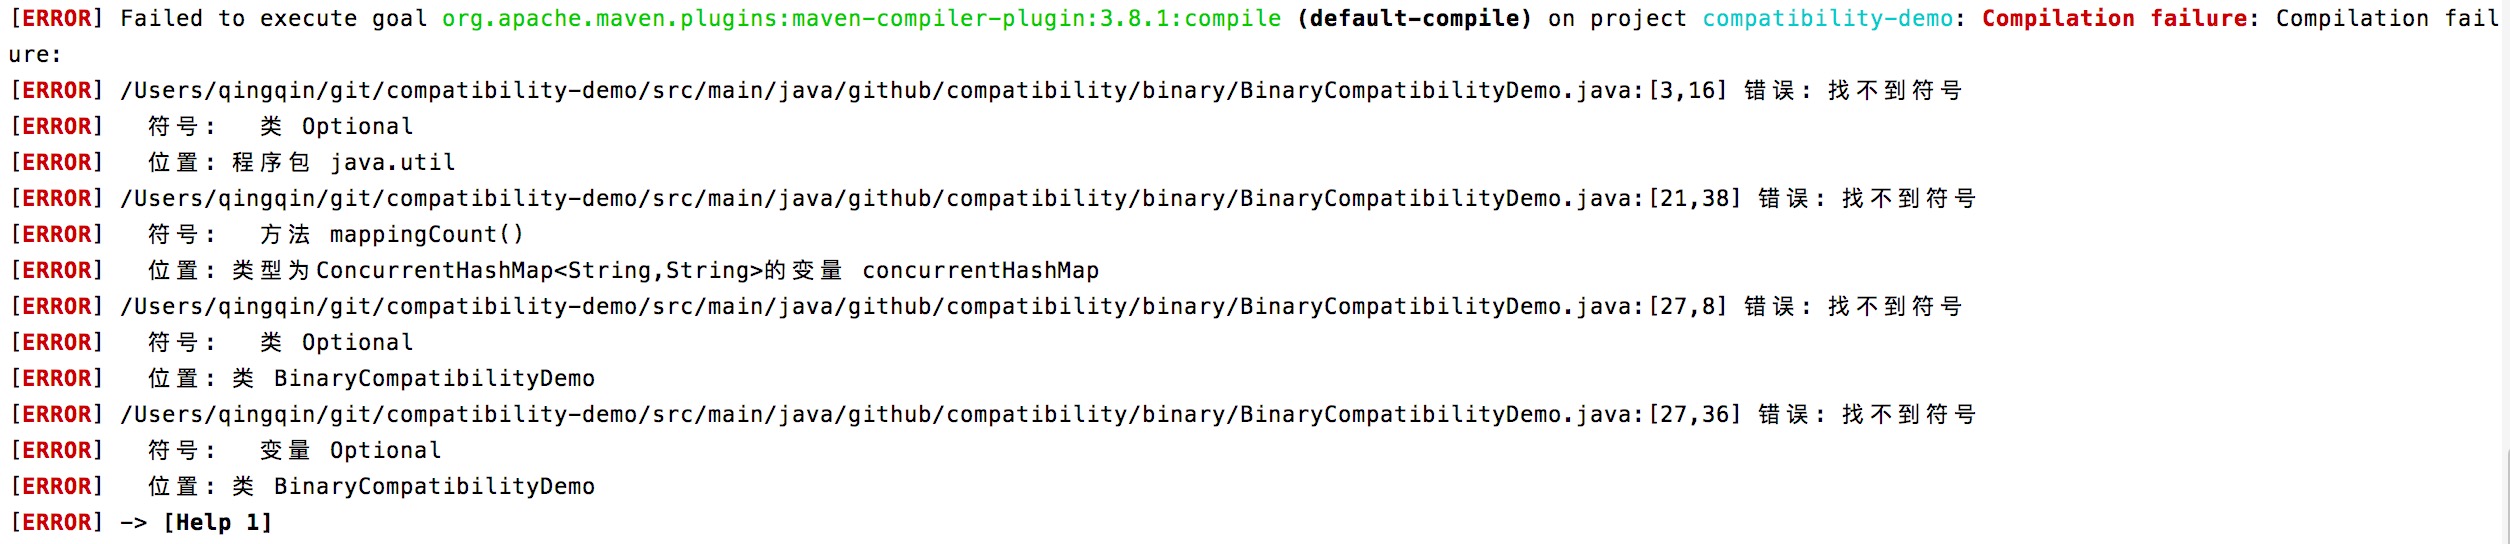 [ERROR] Failed to execute goal org.apache.maven.plugins:maven-compiler-plugin:3.8.1:compile (default-compile) on project compatibility-demo: Compilation failure: Compilation fail
ure:
[ERROR] /Users/qingqin/git/compatibility-demo/src/main/java/github/compatibility/binary/BinaryCompatibilityDemo.java:[3,16] 错误: 找不到符号
[ERROR]   符号:   类 Optional
[ERROR]   位置: 程序包 java.util
[ERROR] /Users/qingqin/git/compatibility-demo/src/main/java/github/compatibility/binary/BinaryCompatibilityDemo.java:[21,38] 错误: 找不到符号
[ERROR]   符号:   方法 mappingCount()
[ERROR]   位置: 类型为ConcurrentHashMap<String,String>的变量 concurrentHashMap
[ERROR] /Users/qingqin/git/compatibility-demo/src/main/java/github/compatibility/binary/BinaryCompatibilityDemo.java:[27,8] 错误: 找不到符号
[ERROR]   符号:   类 Optional
[ERROR]   位置: 类 BinaryCompatibilityDemo
[ERROR] /Users/qingqin/git/compatibility-demo/src/main/java/github/compatibility/binary/BinaryCompatibilityDemo.java:[27,36] 错误: 找不到符号
[ERROR]   符号:   变量 Optional
[ERROR]   位置: 类 BinaryCompatibilityDemo
[ERROR] -> [Help 1]